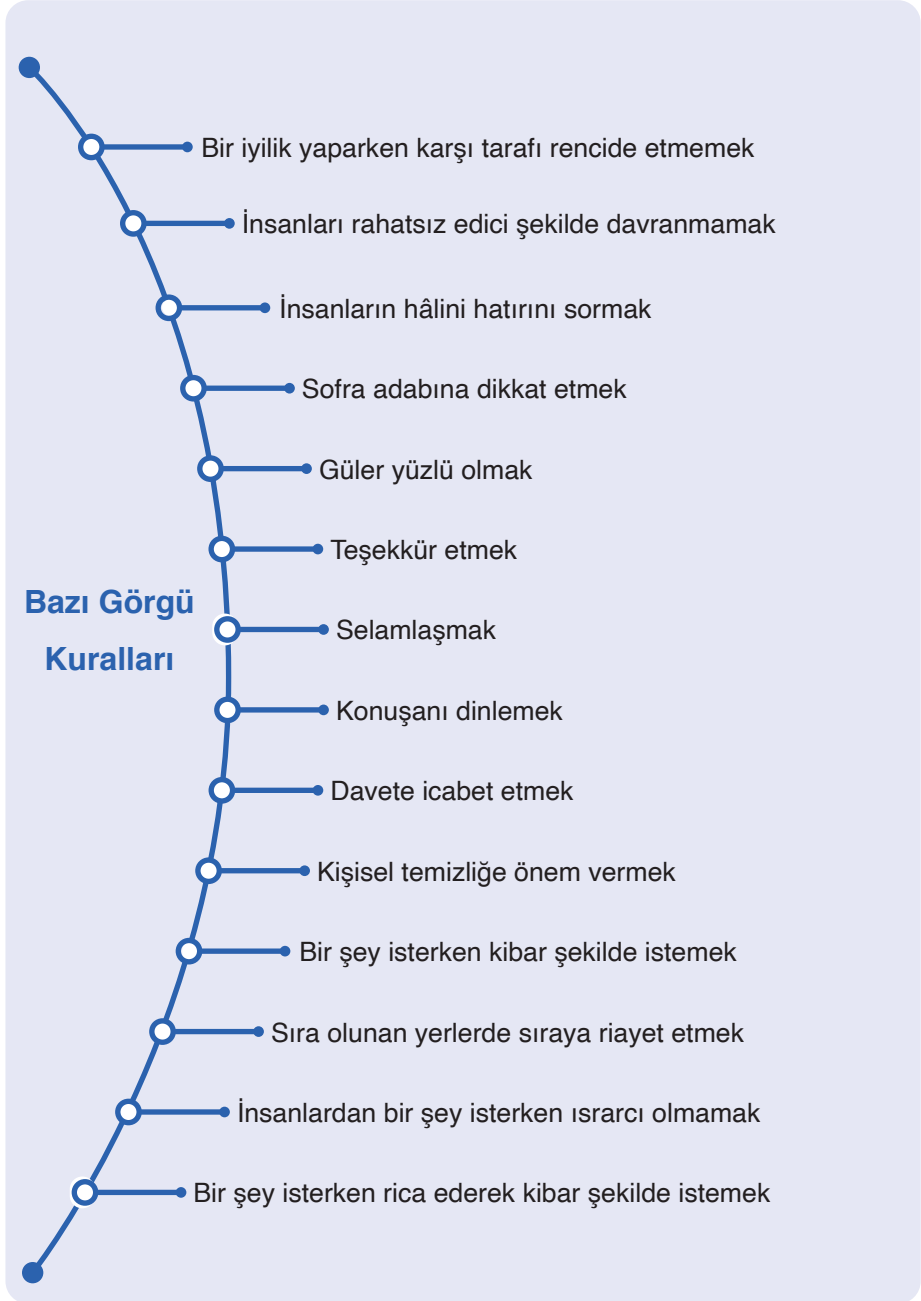 Bir iyilik yaparken karşı tarafı rencide etmemek
İnsanları rahatsız edici şekilde davranmamak
İnsanların hâlini hatırını sormak
Sofra adabına dikkat etmek
Güler yüzlü olmak
Teşekkür etmek
Bazı Görgü
Kuralları
Selamlaşmak
Konuşanı dinlemek
Davete icabet etmek
Kişisel temizliğe önem vermek
Bir şey isterken kibar şekilde istemek
Sıra olunan yerlerde sıraya riayet etmek
İnsanlardan bir şey isterken ısrarcı olmamak
Bir şey isterken rica ederek kibar şekilde istemek